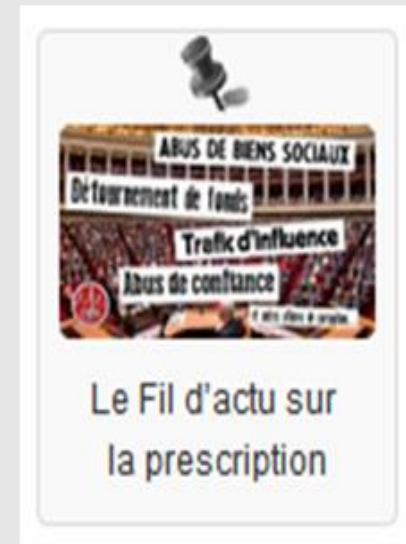 ABUS DE BIENS SOCIAUX
Détournement de fonds
Trafic d'influence
Abus de confiance
Le Fil d'actu sur
la prescription